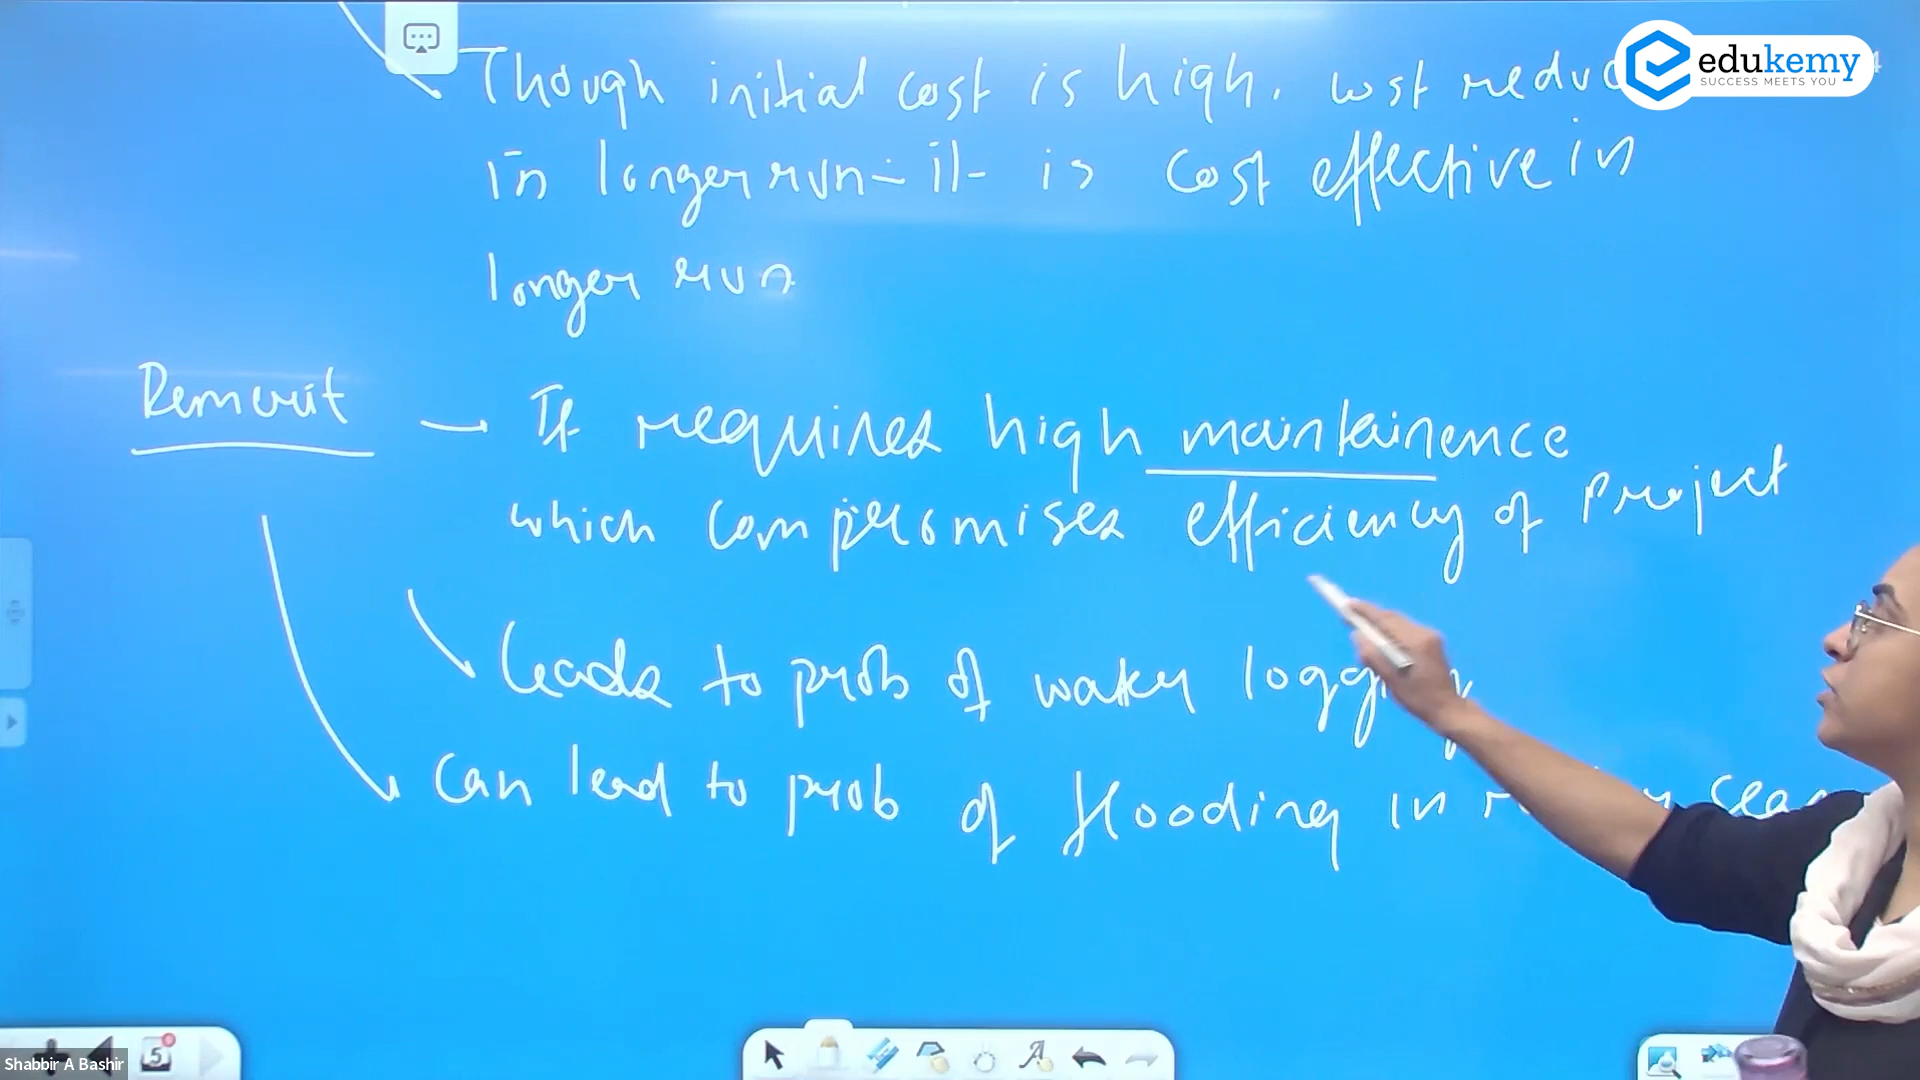 edukemy
SUCCESS MEETS YOU
Though initial cost is high. cost
in longer run - it is cost effective in
longer run
Demerit → It requires high maintainence
which compromises efficiency of project
Leads to prob of water
can lead to prob of flooding in
5
Shabbir A Bashir